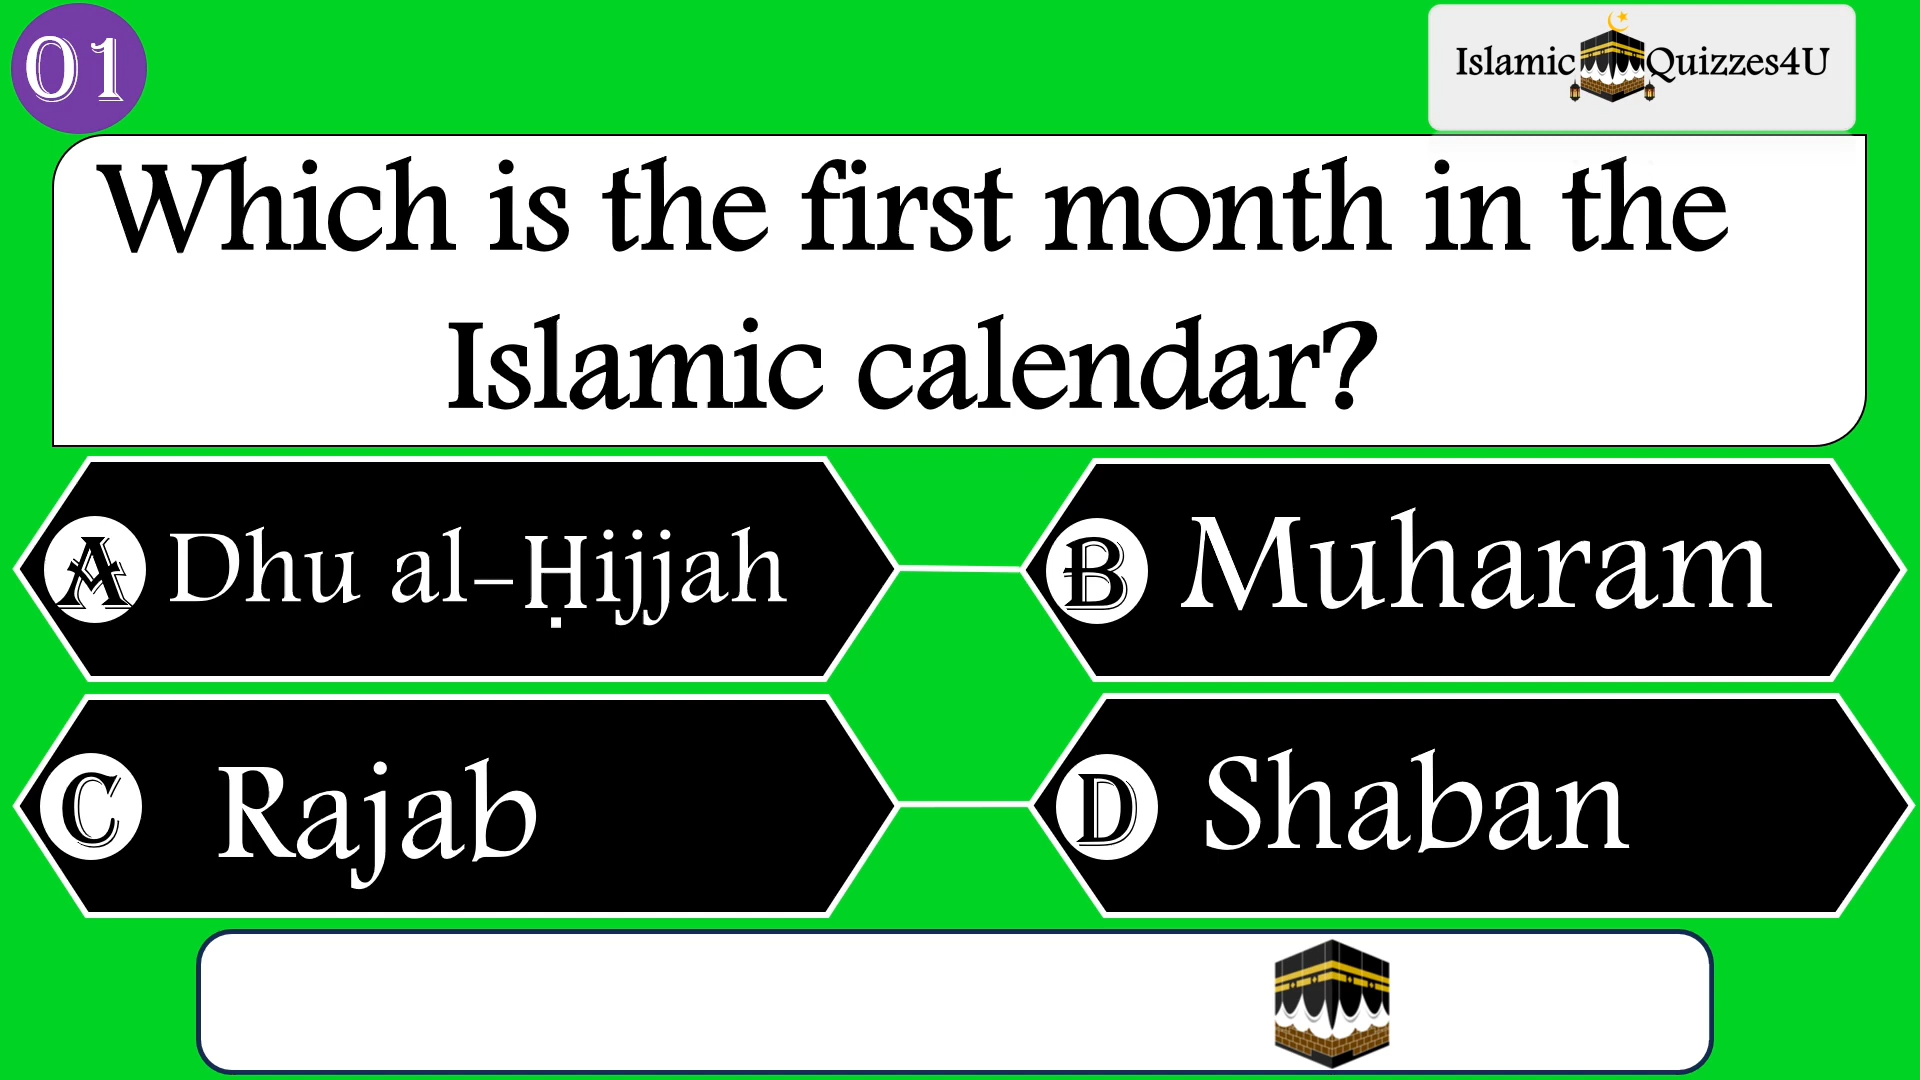 01
Islamic Quizzes4U
Which is the first month in the
Islamic calendar?
A Dhu al-Ḥijjah
B Muharam
C Rajab
D Shaban